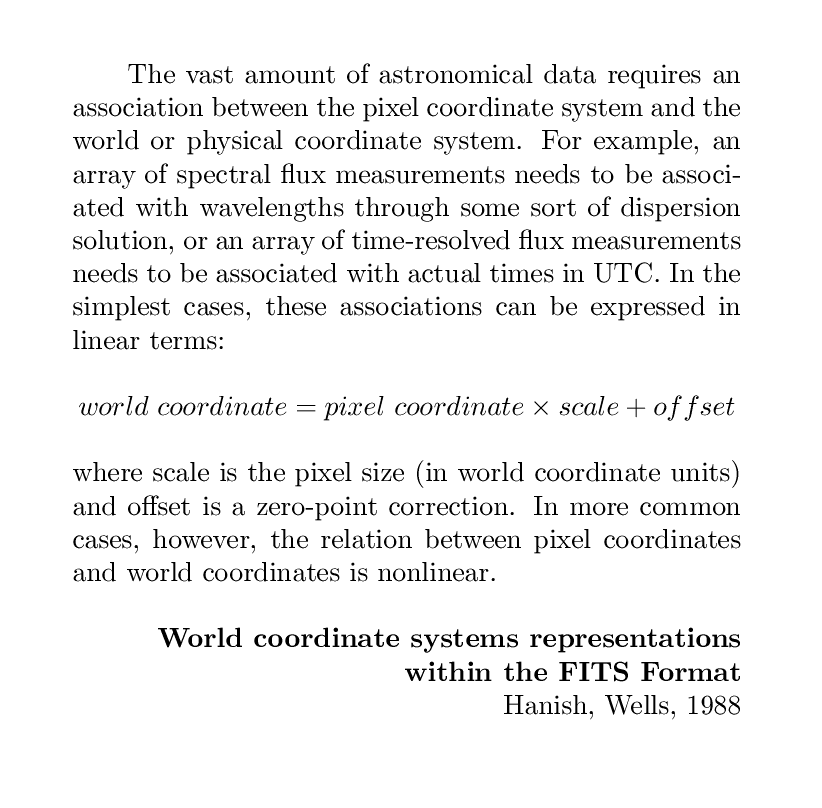 The vast amount of astronomical data requires an
association between the pixel coordinate system and the
world or physical coordinate system. For example, an
array of spectral flux measurements needs to be associ-
ated with wavelengths through some sort of dispersion
solution, or an array of time-resolved flux measurements
needs to be associated with actual times in UTC. In the
simplest cases, these associations can be expressed in
linear terms:
world coordinate = pixel coordinate × scale + offset
where scale is the pixel size (in world coordinate units)
and offset is a zero-point correction. In more common
cases, however, the relation between pixel coordinates
and world coordinates is nonlinear.
World coordinate systems representations
within the FITS Format
Hanish, Wells, 1988